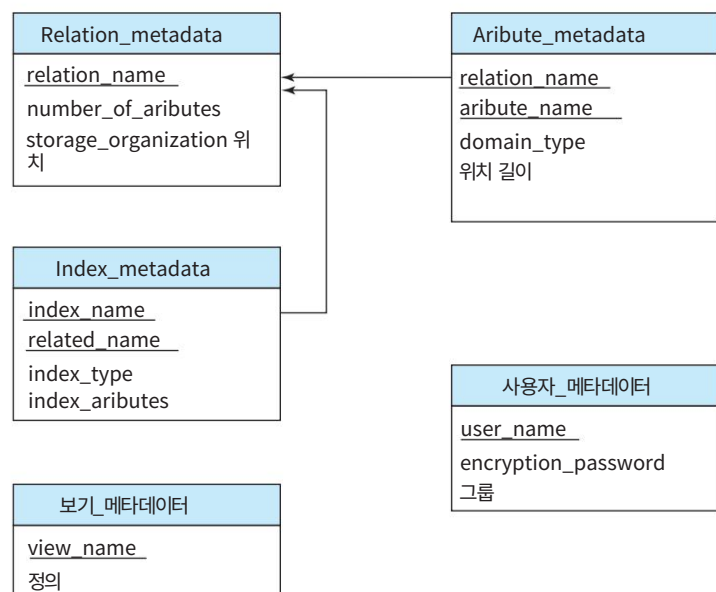 Relation_metadata
relation_name
number_of_aributes
storage_organization 위
치
Aribute_metadata
relation_name
aribute_name
domain_type
위치 길이
Index_metadata
index_name
related_name
index_type
index_aributes
사용자_메타데이터
user_name
encryption_password
그룹
보기_메타데이터
view_name
정의